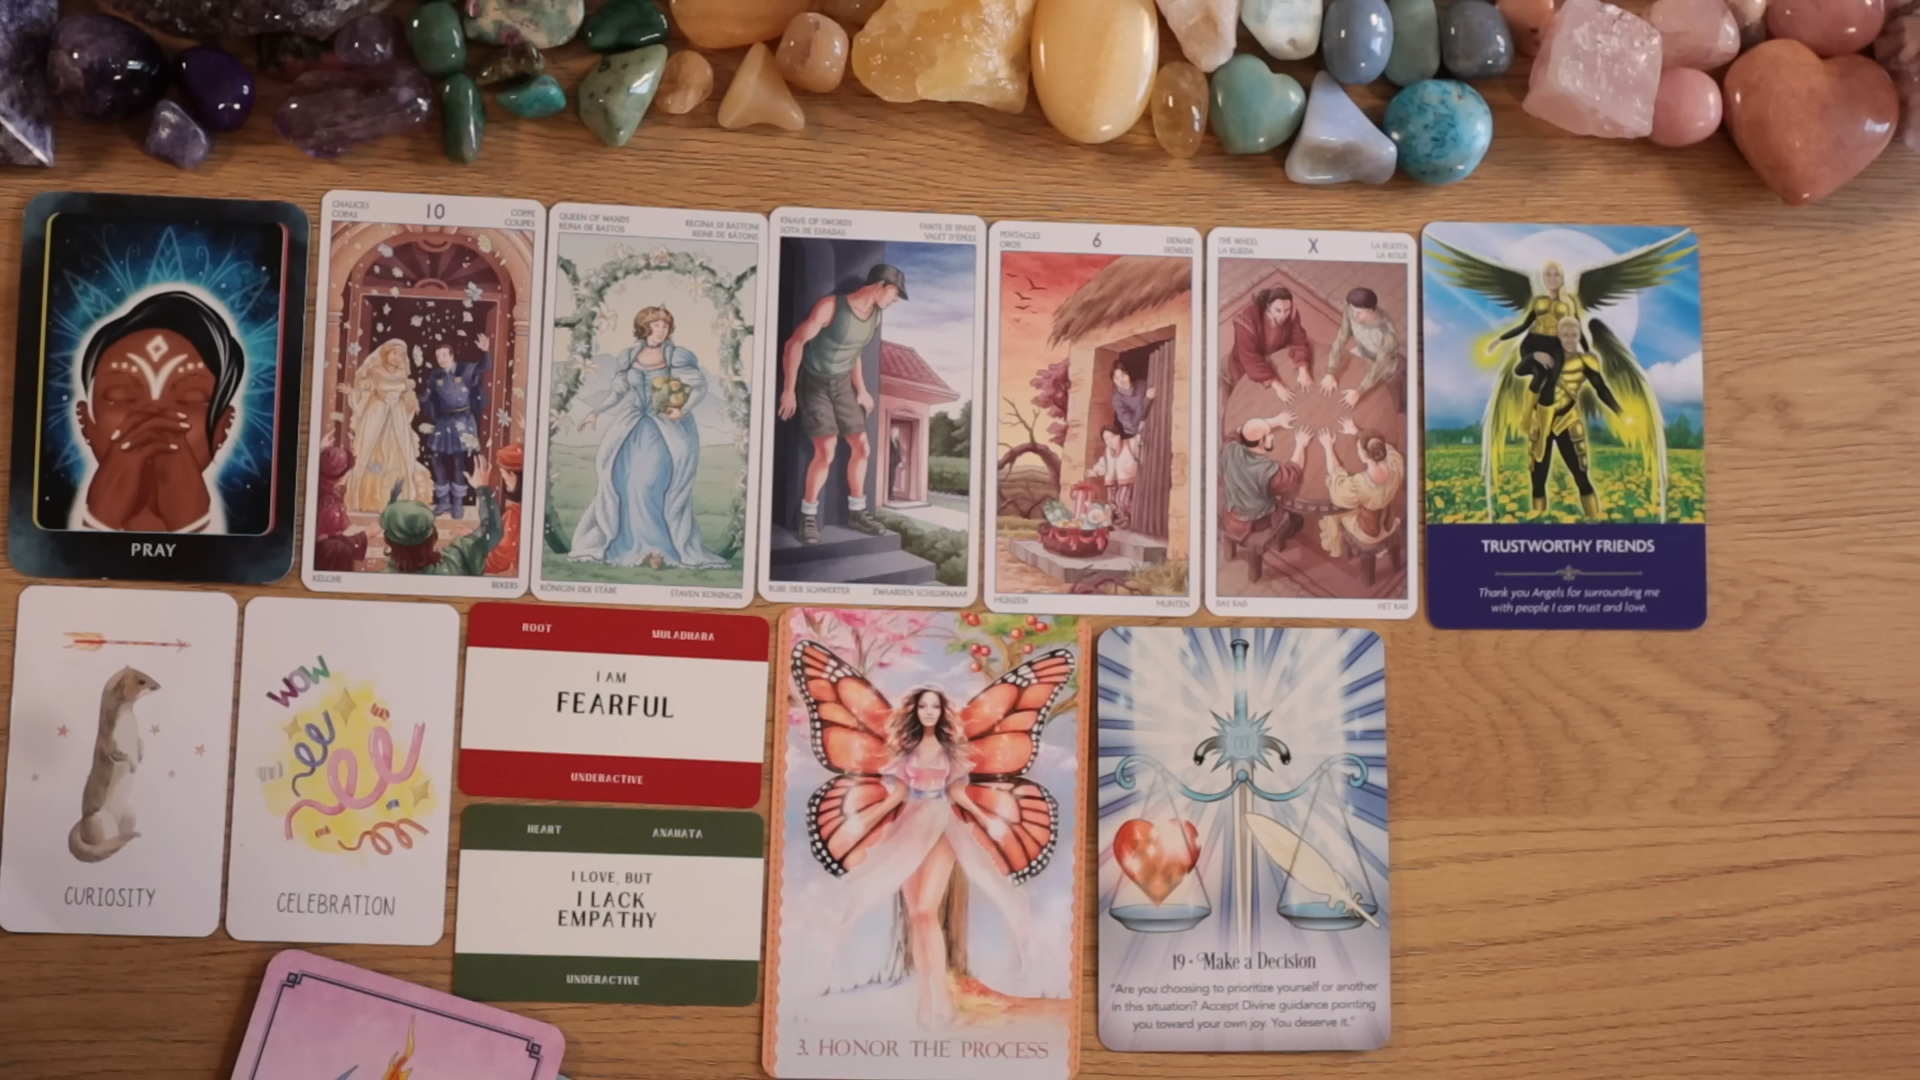 PRAY
CHALICES
COPAS
10
COPPE
COUPES
KELCHE
BEKERS
QUEEN OF WANDS
REINA DE BASTOS
REGINA DI BASTONI
REINE DE BÂTONS
KÖNIGIN DER STÄBE
STAVEN KONINGIN
KNAVE OF SWORDS
SOTA DE ESPADAS
FANTE DI SPADE
VALET D'ÉPÉES
BUBE DER SCHWERTER
ZWAARDEN SCHILDKNAAP
PENTACLES
OROS
6
DENARI
DENIERS
MÜNZEN
MUNTEN
THE WHEEL
LA RUEDA
X
LA RUOTA
LA ROUE
DAS RAD
HET RAD
TRUSTWORTHY FRIENDS
Thank you Angels for surrounding me
with people I can trust and love.
CURIOSITY
WOW
CELEBRATION
ROOT
MULADHARA
I AM
FEARFUL
UNDERACTIVE
HEART
ANAHATA
I LOVE, BUT
I LACK
EMPATHY
UNDERACTIVE
3. HONOR THE PROCESS
19 - Make a Decision
"Are you choosing to prioritize yourself or another
in this situation? Accept Divine guidance pointing
you toward your own joy. You deserve it."